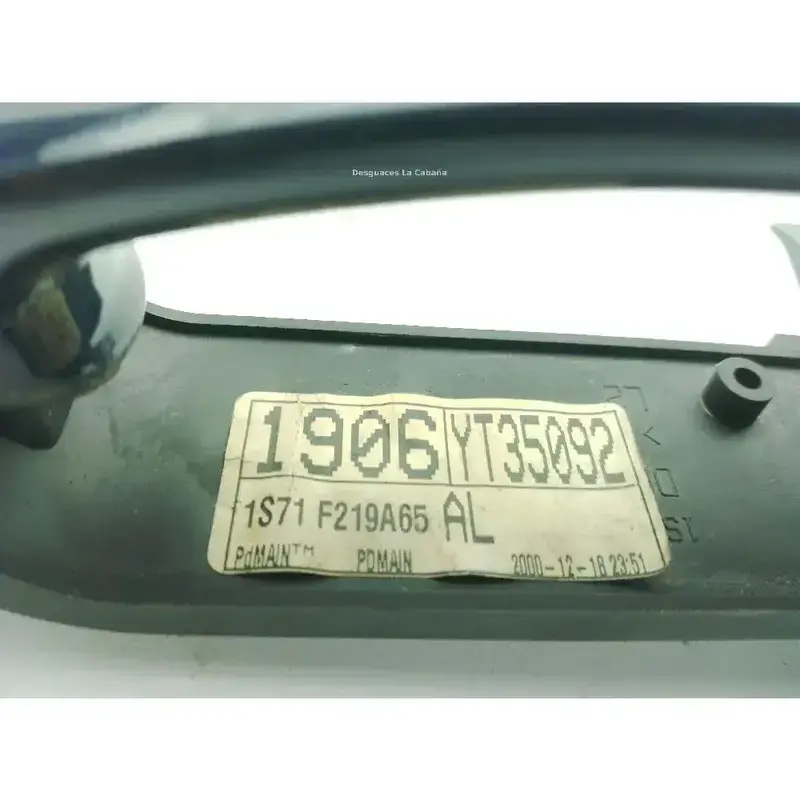 Desguaces La Cabaña
1906 YT35092
1S71 F219A65 AL
PdMAIN™ PDMAIN 2000-12-18 23:51